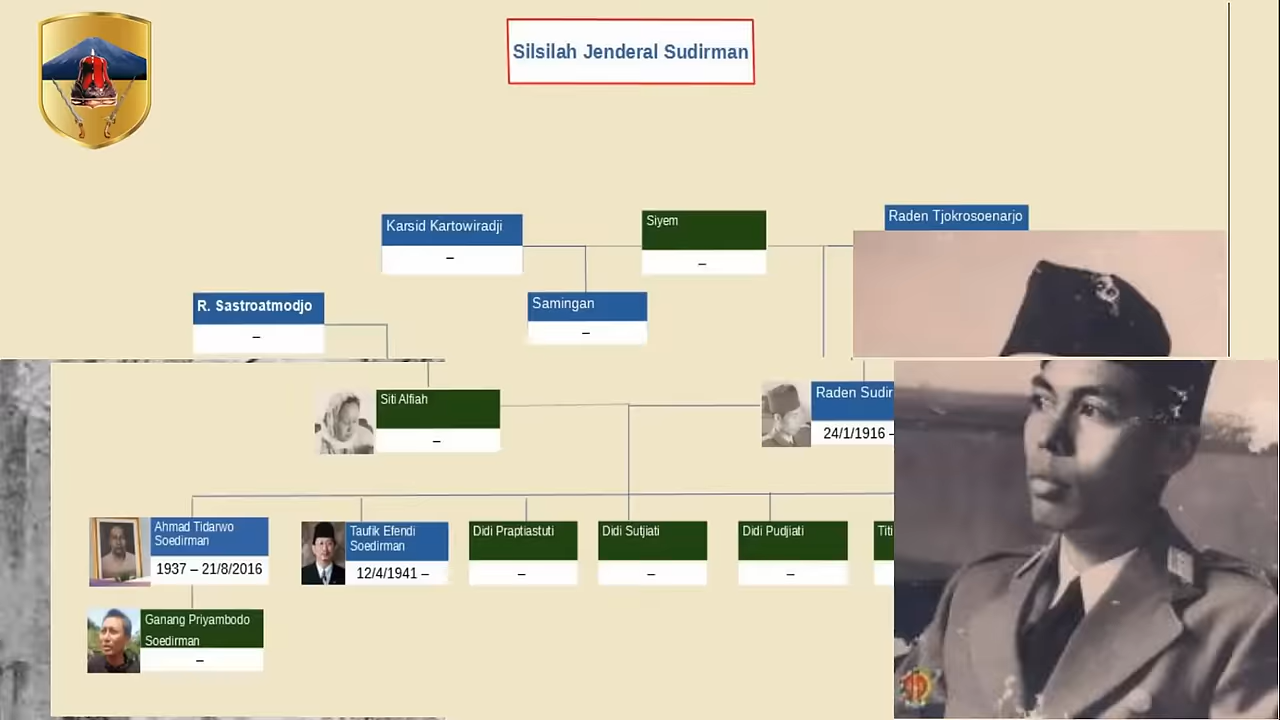 Silsilah Jenderal Sudirman
Karsid Kartowiradji
–
Siyem
–
Raden Tjokrosoenarjo
R. Sastroatmodjo
–
Samingan
–
Siti Alfiah
–
Raden Sudir
24/1/1916 –
Ahmad Tidarwo
Soedirman
1937 – 21/8/2016
Taufik Efendi
Soedirman
12/4/1941 –
Didi Praptiastuti
–
Didi Sutjiati
–
Didi Pudjiati
–
Titi
Ganang Priyambodo
Soedirman
–